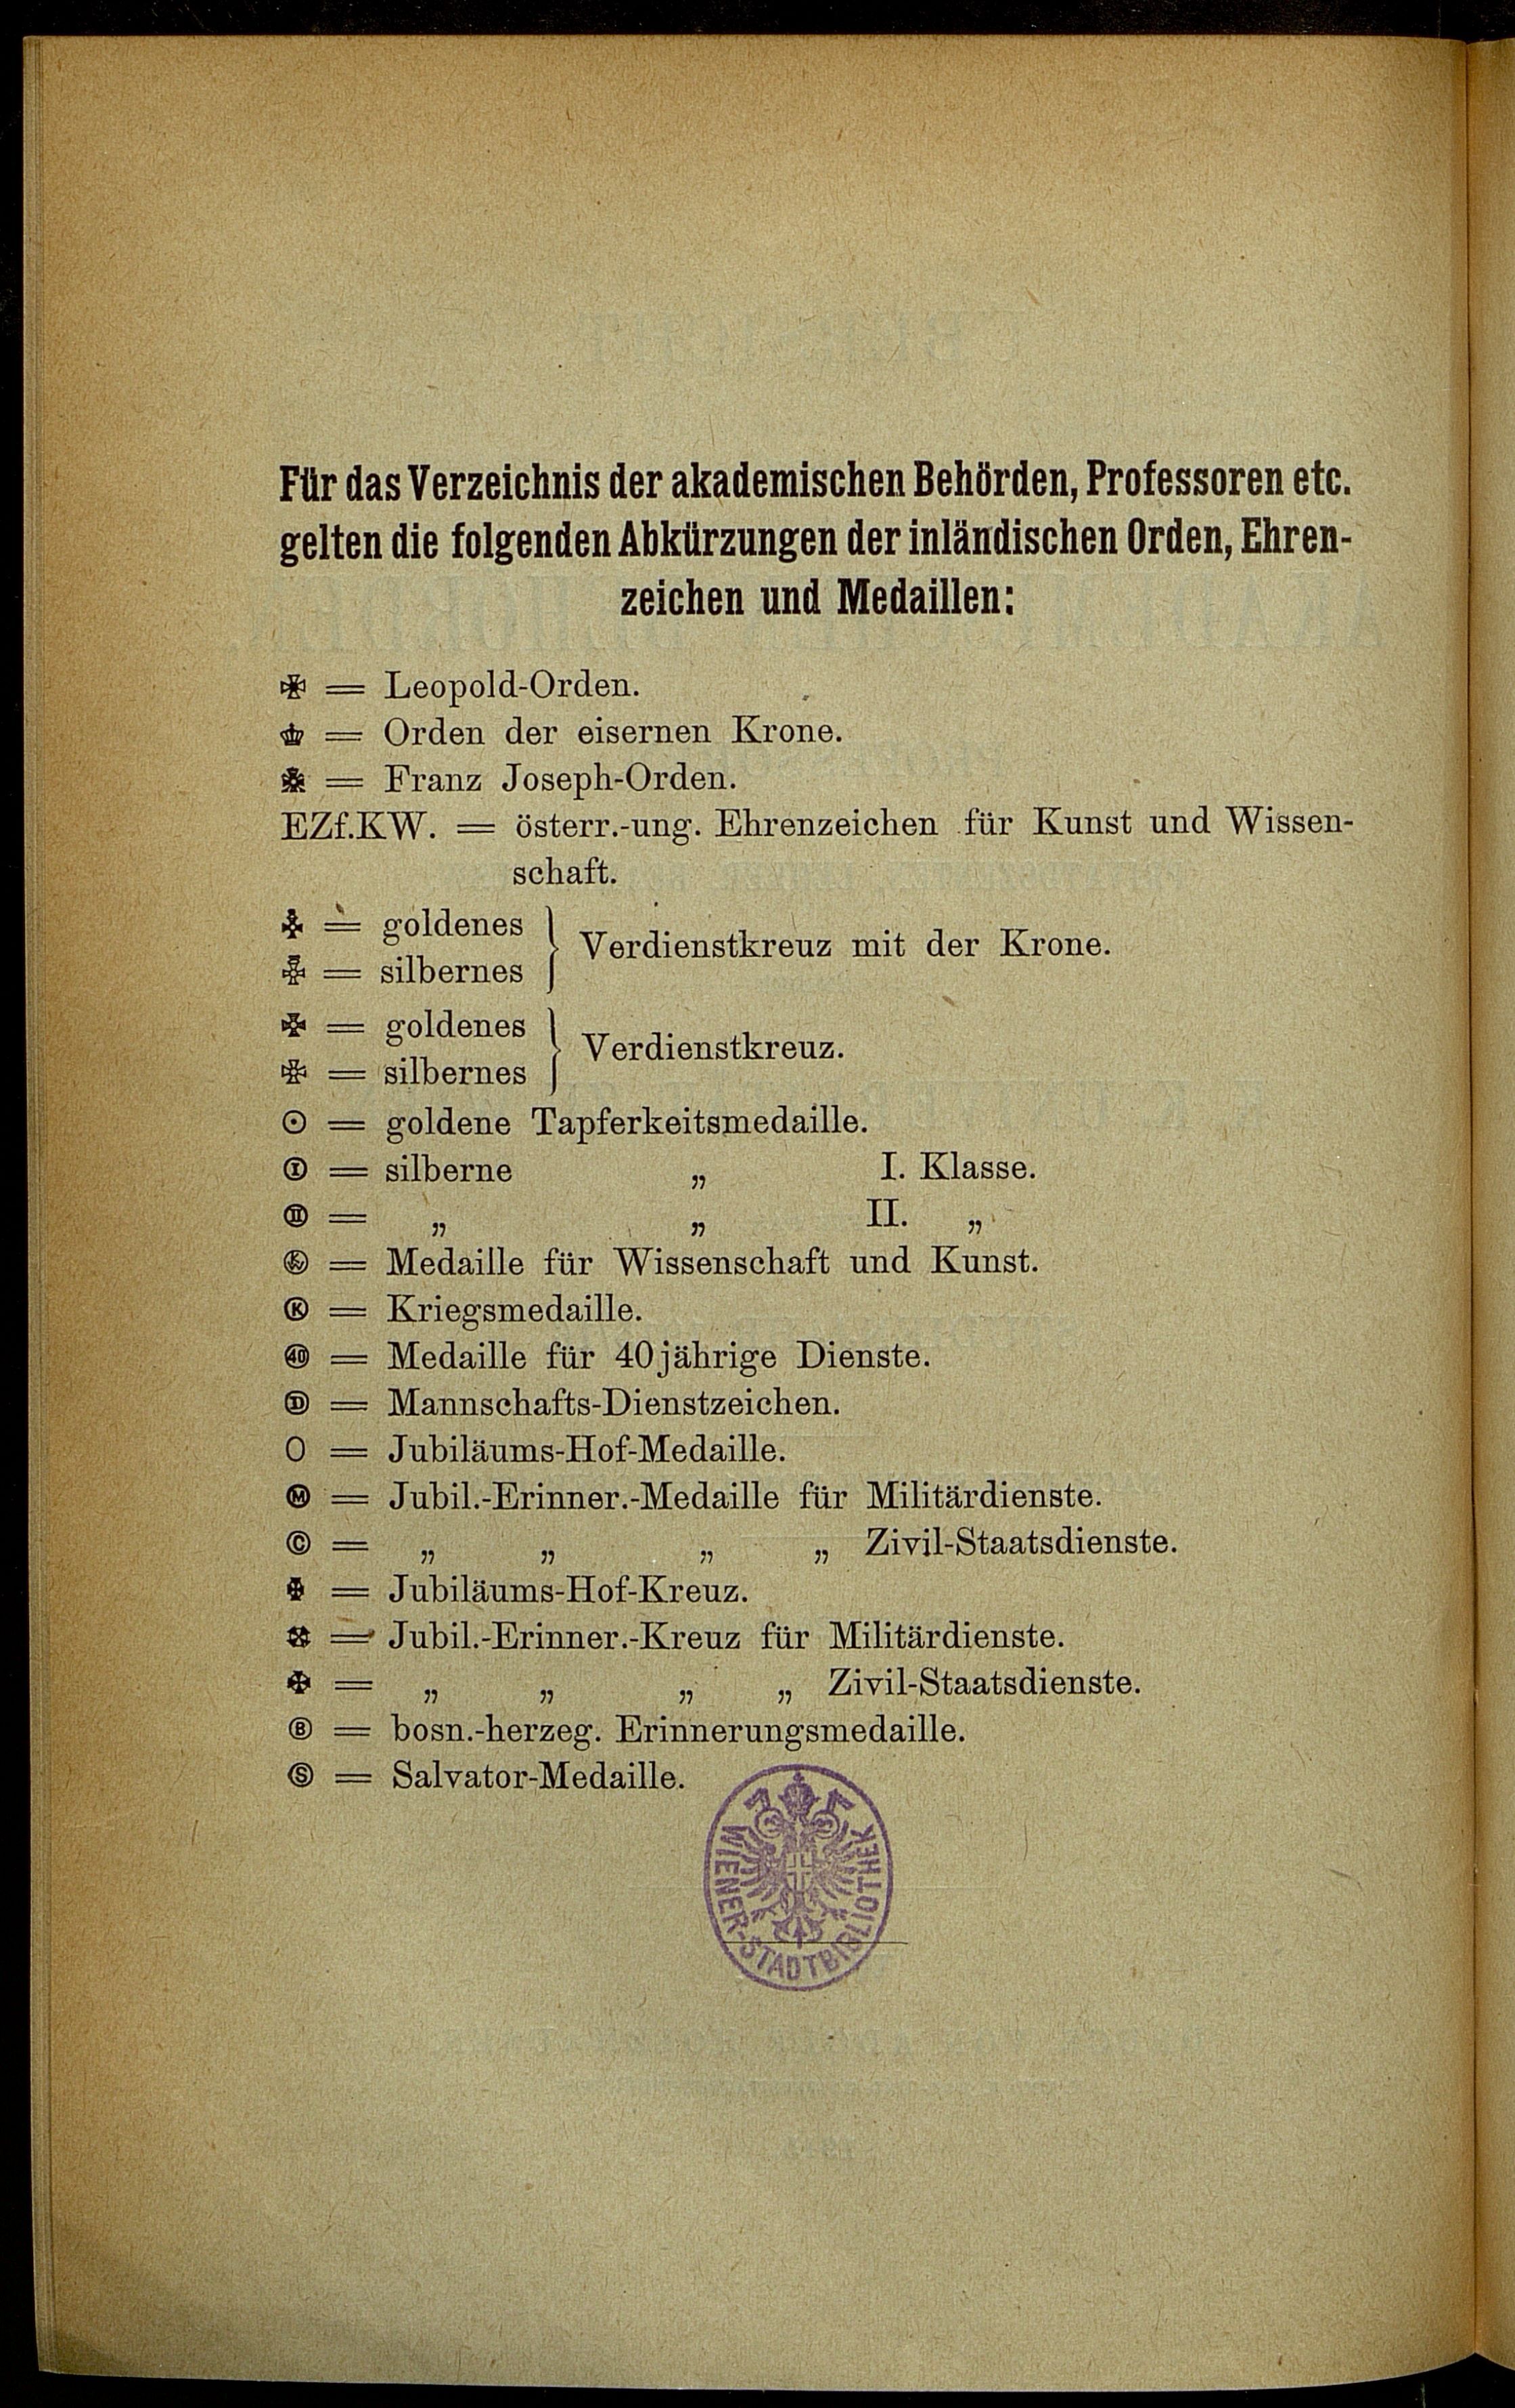 Für das Verzeichnis der akademischen Behörden, Professoren etc.
gelten die folgenden Abkürzungen der inländischen Orden, Ehren-
zeichen und Medaillen:
= Leopold-Orden.
= Orden der eisernen Krone.
= Franz Joseph-Orden.
EZf.KW. = österr.-ung. Ehrenzeichen für Kunst und Wissen-
schaft.
= goldenes
= silbernes
} Verdienstkreuz mit der Krone.
= goldenes
= silbernes
} Verdienstkreuz.
⊙ = goldene Tapferkeitsmedaille.
Ⓘ = silberne „ I. Klasse.
II = „ „ II. „
= Medaille für Wissenschaft und Kunst.
Ⓚ = Kriegsmedaille.
㊵ = Medaille für 40jährige Dienste.
Ⓓ = Mannschafts-Dienstzeichen.
O = Jubiläums-Hof-Medaille.
Ⓜ = Jubil.-Erinner.-Medaille für Militärdienste.
© = „ „ „ „ Zivil-Staatsdienste.
= Jubiläums-Hof-Kreuz.
= Jubil.-Erinner.-Kreuz für Militärdienste.
= „ „ „ „ Zivil-Staatsdienste.
Ⓑ = bosn.-herzeg. Erinnerungsmedaille.
Ⓢ = Salvator-Medaille.
WIENER-STADTBIBLIOTHEK